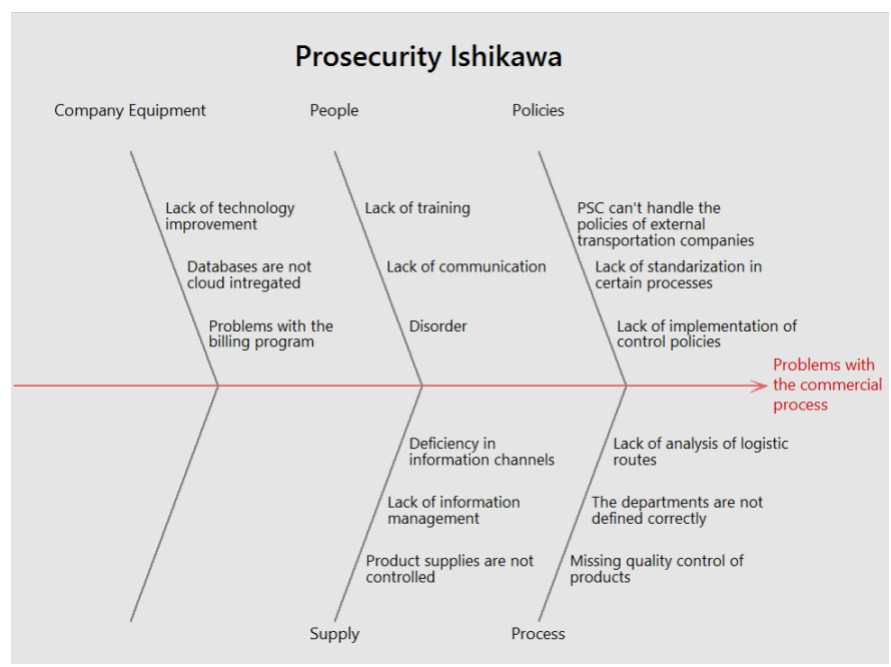 Prosecurity Ishikawa
Company Equipment
People
Policies
Lack of technology
improvement
Databases are not
cloud intregated
Problems with the
billing program
Lack of training
Lack of communication
Disorder
PSC can't handle the
policies of external
transportation companies
Lack of standarization in
certain processes
Lack of implementation of
control policies
Problems with
the commercial
process
Deficiency in
information channels
Lack of information
management
Product supplies are not
controlled
Lack of analysis of logistic
routes
The departments are not
defined correctly
Missing quality control of
products
Supply
Process